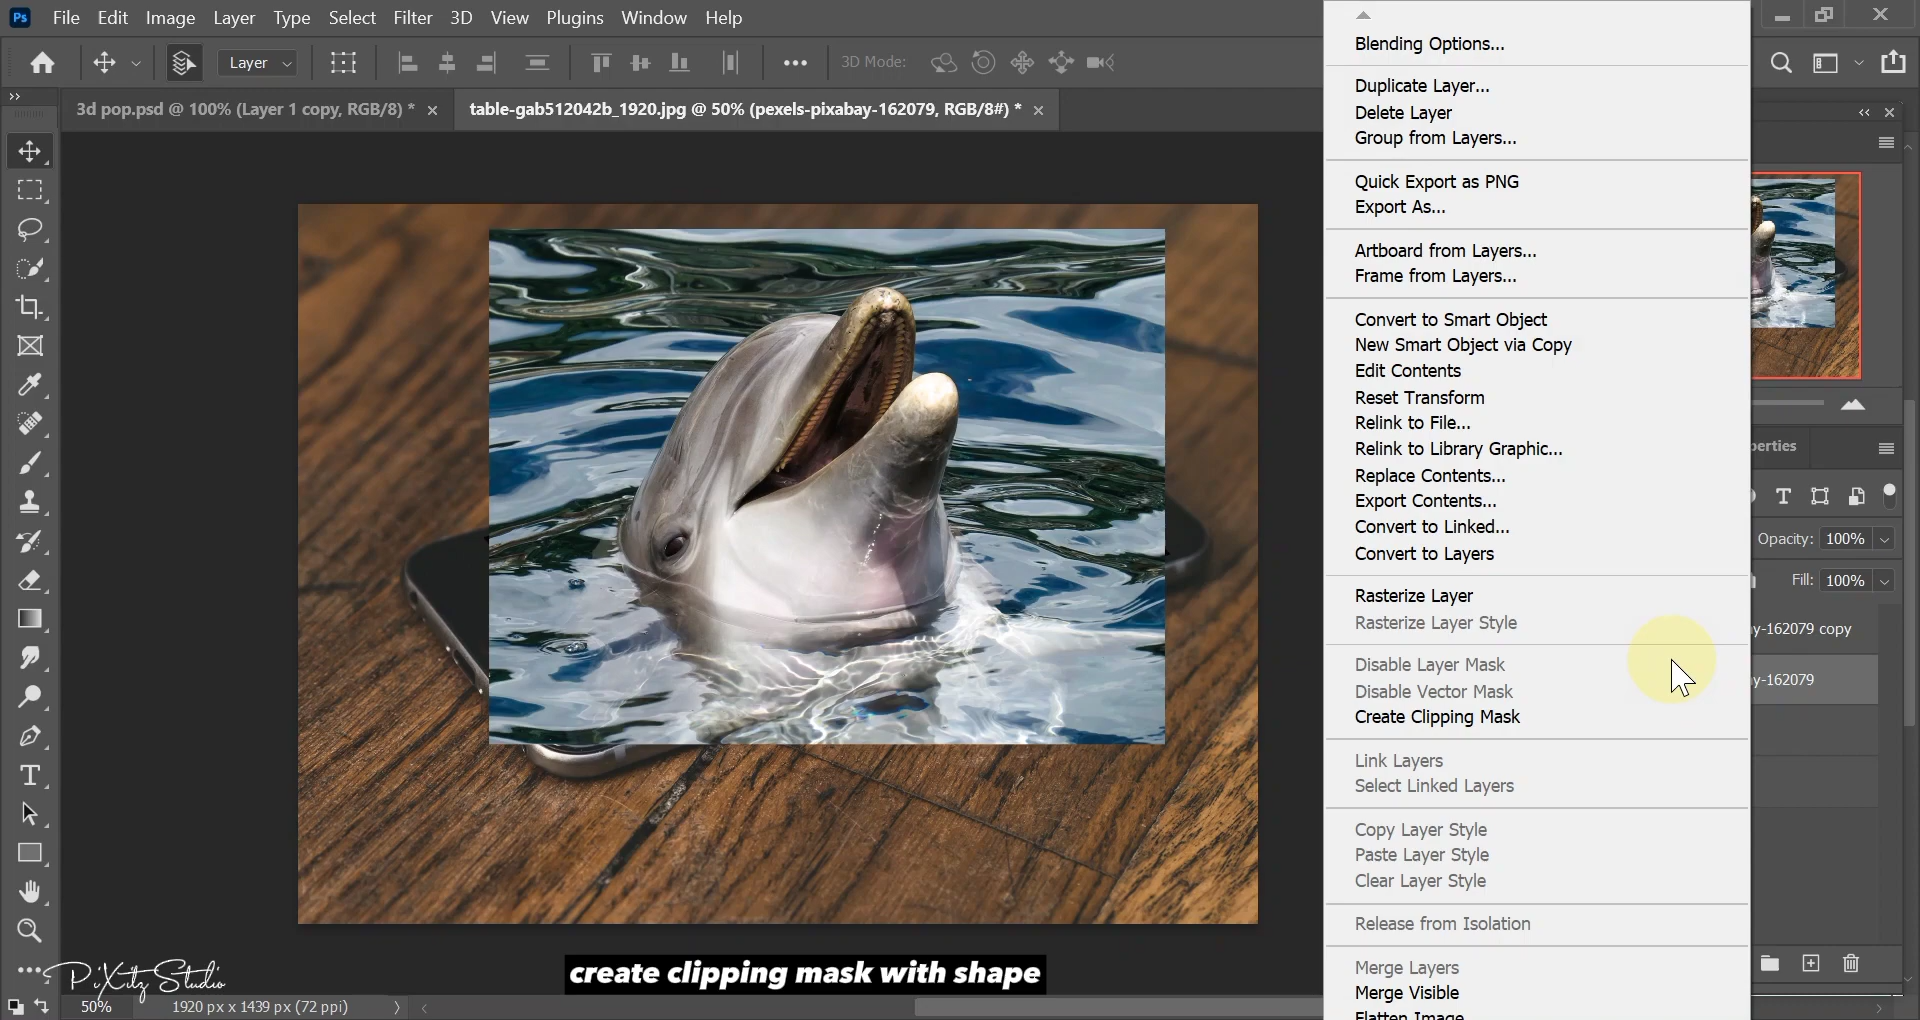 Ps File Edit Image Layer Type Select Filter 3D View Plugins Window Help
Layer 3D Mode:
3d pop.psd @ 100% (Layer 1 copy, RGB/8) *
table-gab512042b_1920.jpg @ 50% (pexels-pixabay-162079, RGB/8#) *
Blending Options...
Duplicate Layer...
Delete Layer
Group from Layers...
Quick Export as PNG
Export As...
Artboard from Layers...
Frame from Layers...
Convert to Smart Object
New Smart Object via Copy
Edit Contents
Reset Transform
Relink to File...
Relink to Library Graphic...
Replace Contents...
Export Contents...
Convert to Linked...
Convert to Layers
Rasterize Layer
Rasterize Layer Style
Disable Layer Mask
Disable Vector Mask
Create Clipping Mask
Link Layers
Select Linked Layers
Copy Layer Style
Paste Layer Style
Clear Layer Style
Release from Isolation
Merge Layers
Merge Visible
Flatten Image
perties
Opacity: 100%
Fill: 100%
y-162079 copy
y-162079
create clipping mask with shape
PiXitz Studio
50% 1920 px x 1439 px (72 ppi)